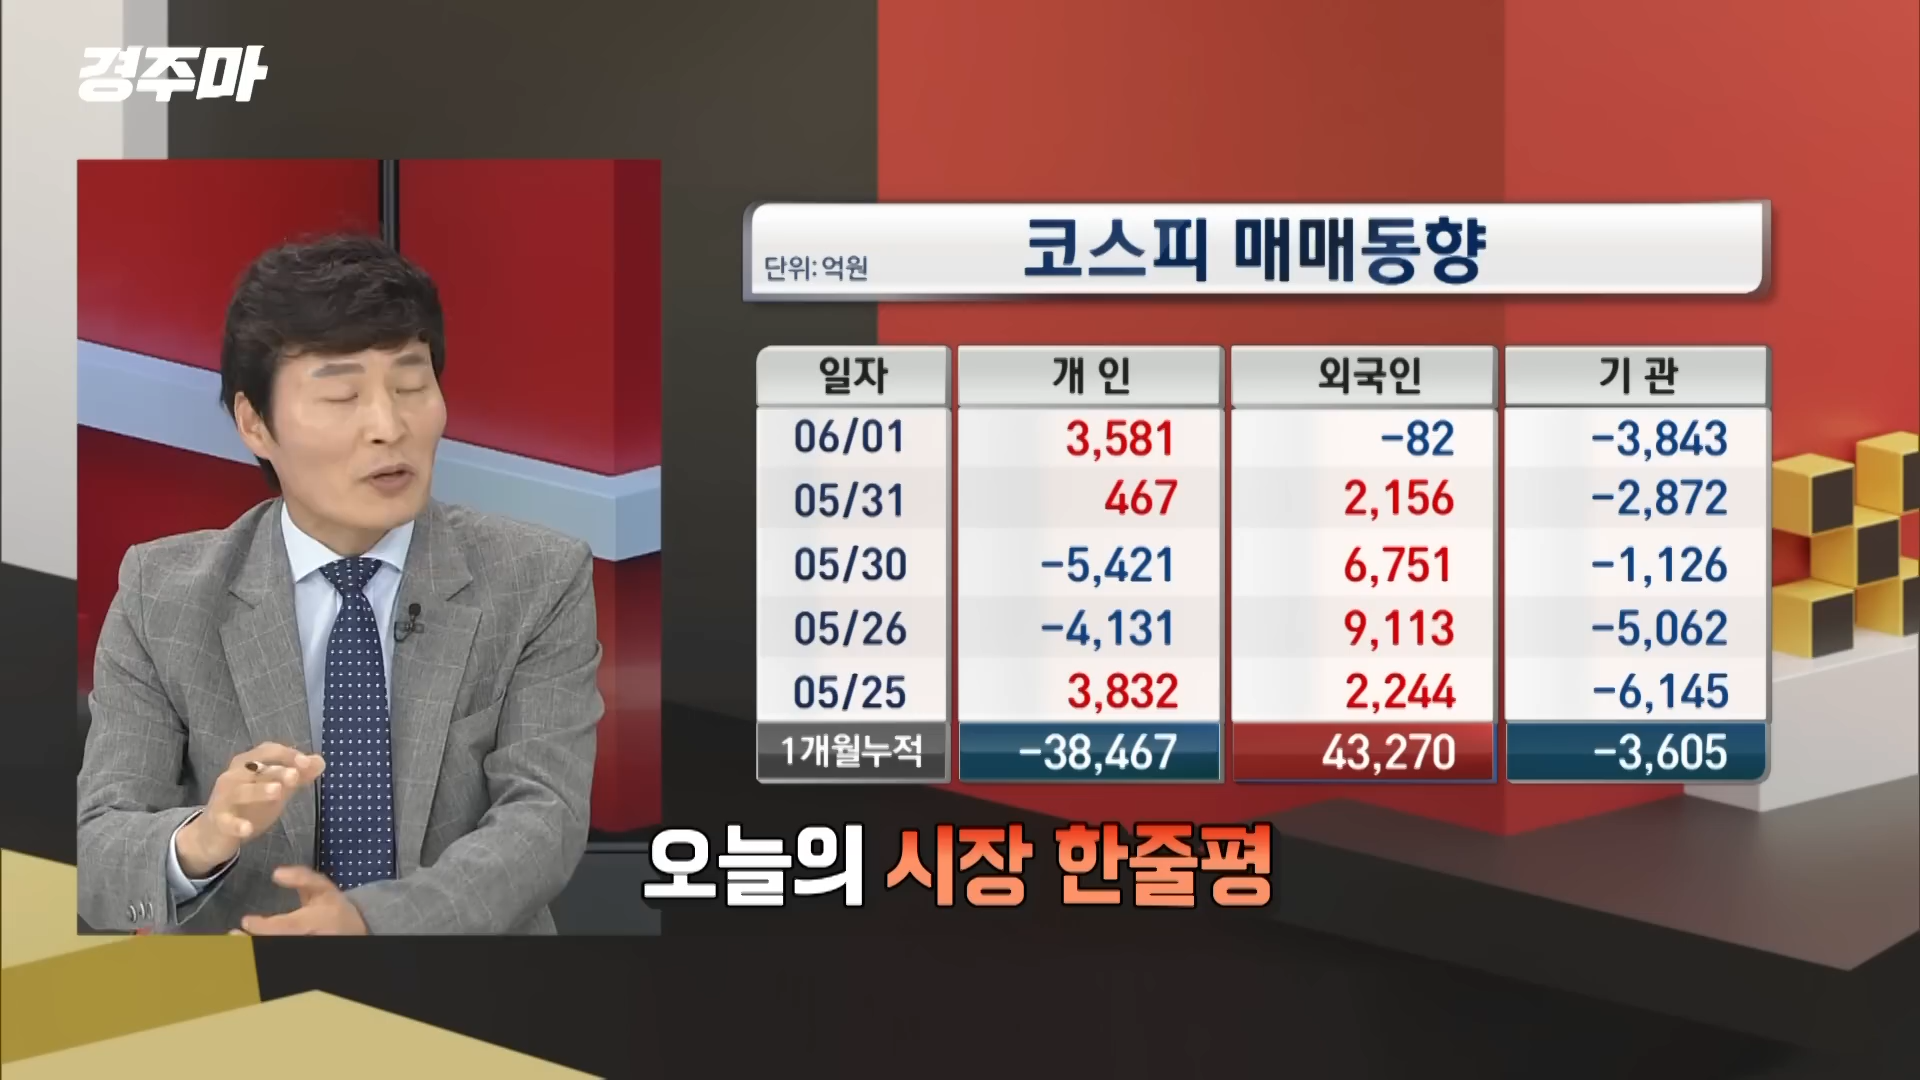 경주마
코스피 매매동향
단위:억원
일자 개인 외국인 기관
06/01 3,581 -82 -3,843
05/31 467 2,156 -2,872
05/30 -5,421 6,751 -1,126
05/26 -4,131 9,113 -5,062
05/25 3,832 2,244 -6,145
1개월누적 -38,467 43,270 -3,605
오늘의 시장 한줄평